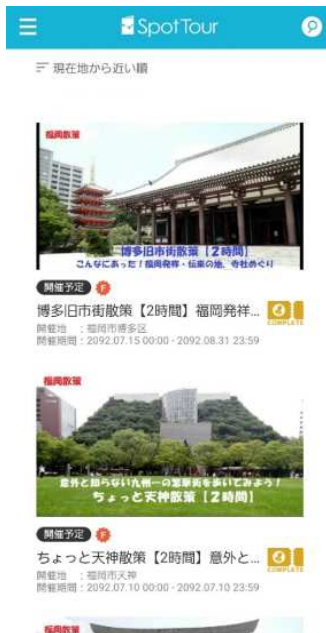 SpotTour
現在地から近い順
福岡散策
博多旧市街散策【2時間】
こんなにあった!福岡発祥・伝来の地、寺社めぐり
開催予定 F
博多旧市街散策【2時間】福岡発祥...
COMPLETE
開催地 :福岡市博多区
開催期間:2092.07.15 00:00 - 2092.08.31 23:59
福岡散策
意外と知らない九州一の繁華街を歩いてみよう!
ちょっと天神散策【2時間】
開催予定 F
ちょっと天神散策【2時間】意外と...
COMPLETE
開催地 :福岡市天神
開催期間:2092.07.10 00:00 - 2092.07.10 23:59
福岡散策